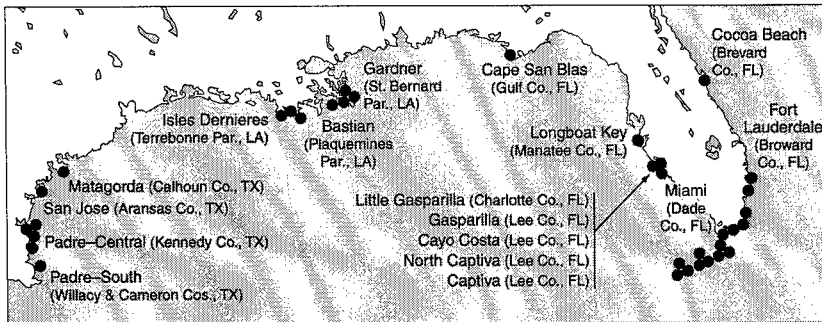 Cocoa Beach
(Brevard
Co., FL)
Gardner
(St. Bernard
Par., LA)
Cape San Blas
(Gulf Co., FL)
Fort
Lauderdale
(Broward
Co., FL)
Isles Dernieres
(Terrebonne Par., LA)
Bastian
(Plaquemines
Par., LA)
Longboat Key
(Manatee Co., FL)
Matagorda (Calhoun Co., TX)
San Jose (Aransas Co., TX)
Padre–Central (Kennedy Co., TX)
Padre–South
(Willacy & Cameron Cos., TX)
Little Gasparilla (Charlotte Co., FL)
Gasparilla (Lee Co., FL)
Cayo Costa (Lee Co., FL)
North Captiva (Lee Co., FL)
Captiva (Lee Co., FL)
Miami
(Dade
Co., FL)